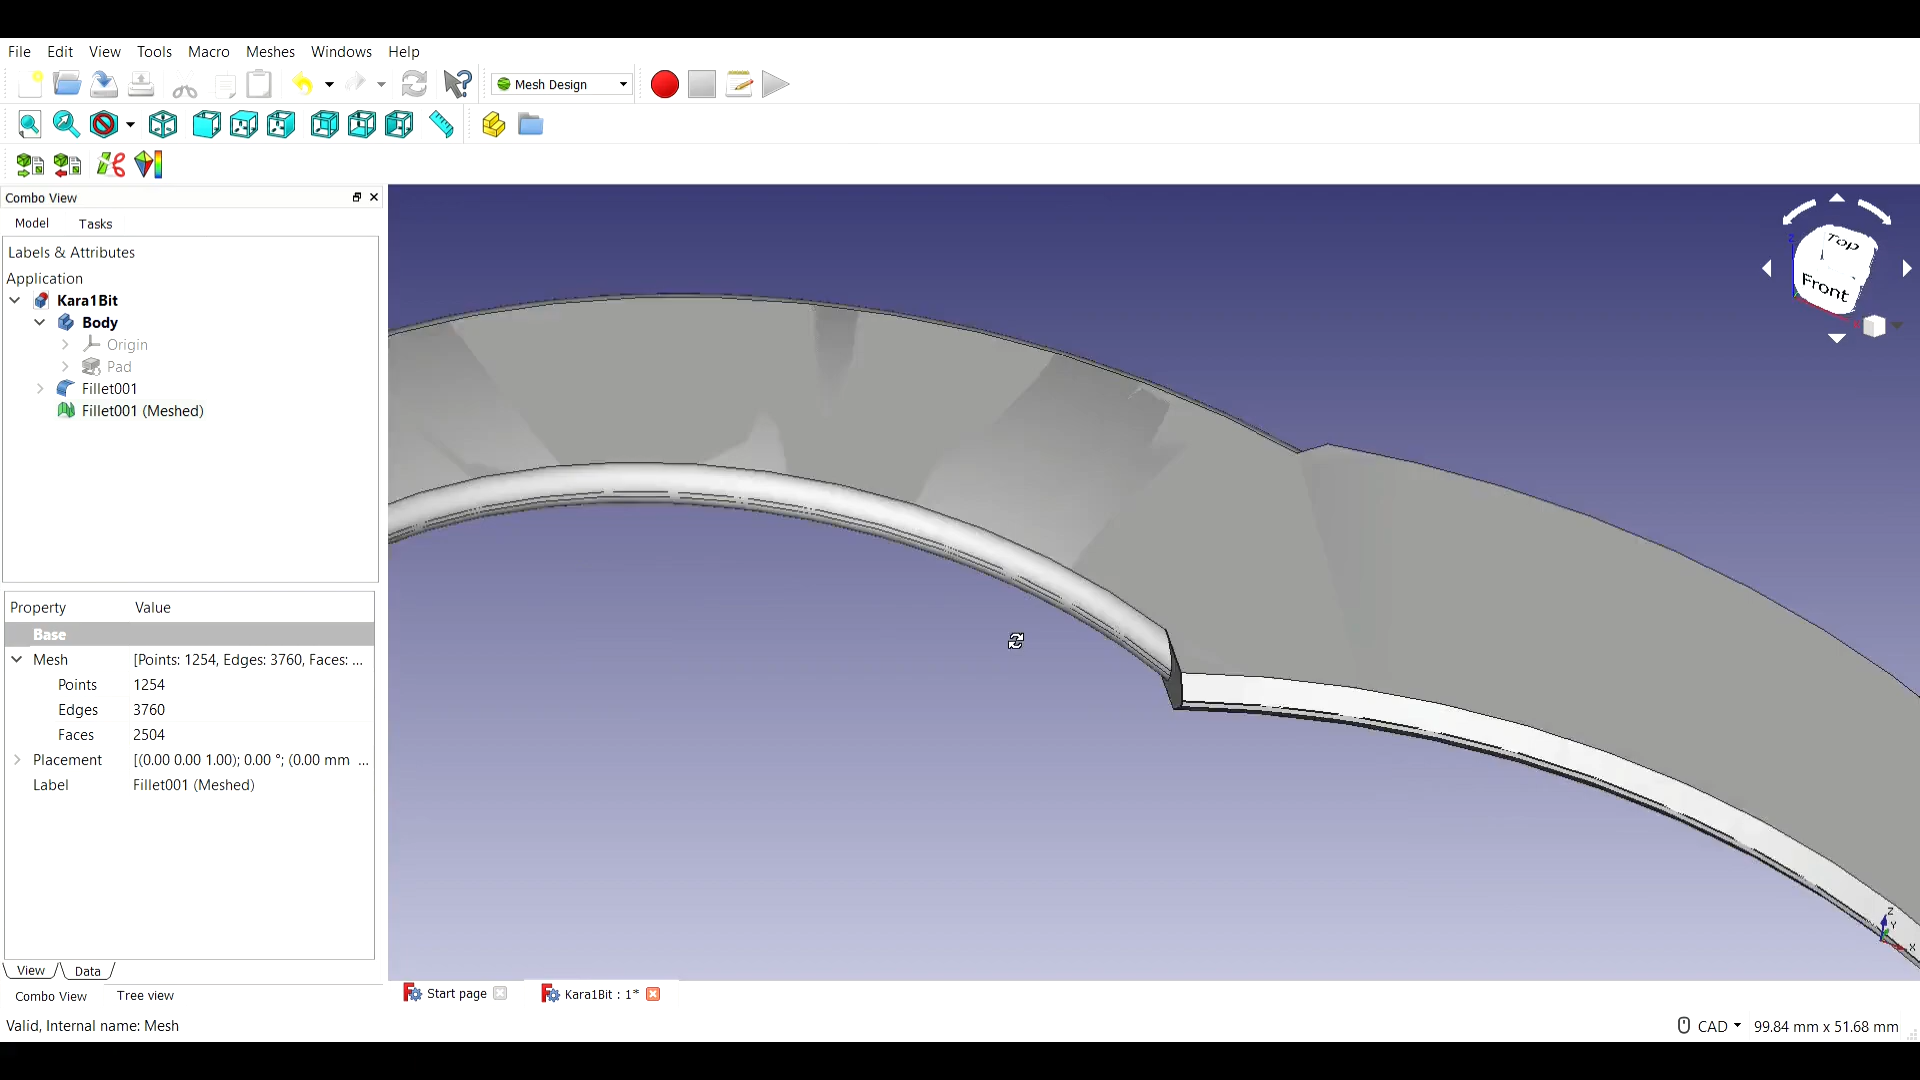 File Edit View Tools Macro Meshes Windows Help
Mesh Design
Combo View
Model Tasks
Labels & Attributes
Application
Kara1Bit
Body
Origin
Pad
Fillet001
Fillet001 (Meshed)
Property Value
Base
Mesh [Points: 1254, Edges: 3760, Faces: ...
Points 1254
Edges 3760
Faces 2504
Placement [(0.00 0.00 1.00); 0.00 °; (0.00 mm ...
Label Fillet001 (Meshed)
View Data
Combo View Tree view
Top
Front
Z
X
Z
Y
X
Start page
Kara1Bit : 1*
Valid, Internal name: Mesh
CAD 99.84 mm x 51.68 mm